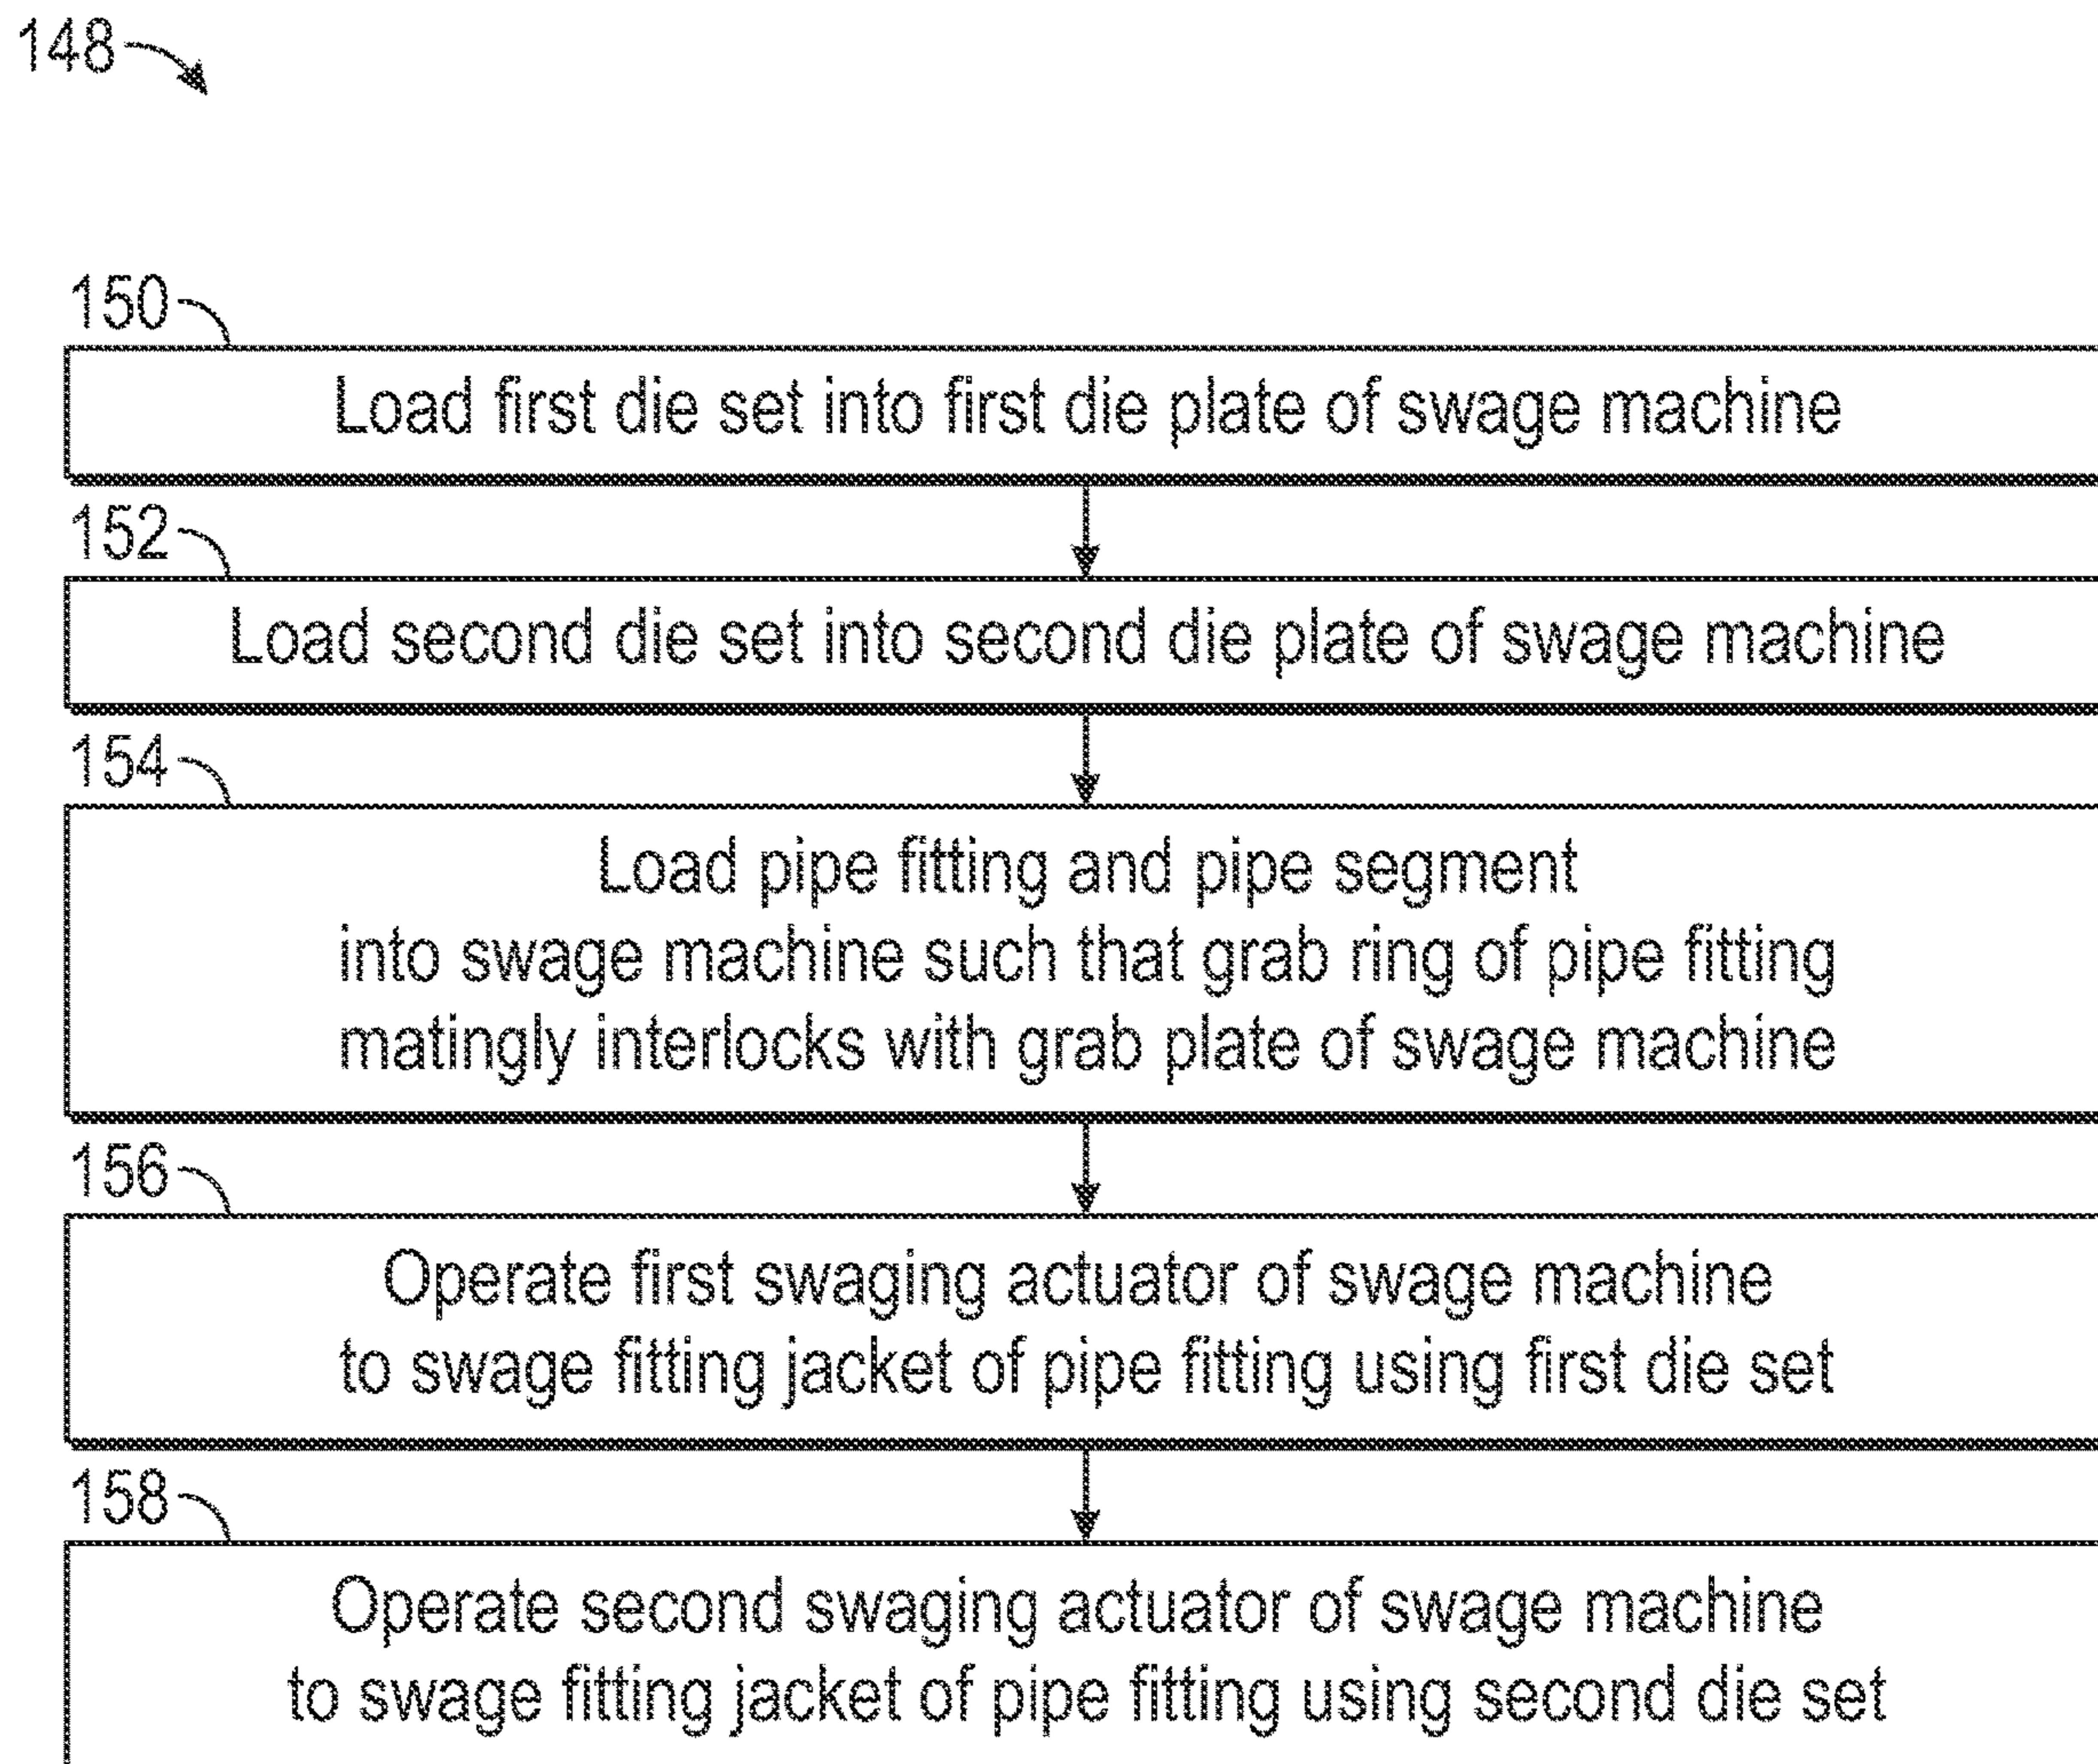 148
150
Load first die set into first die plate of swage machine
152
Load second die set into second die plate of swage machine
154
Load pipe fitting and pipe segment
into swage machine such that grab ring of pipe fitting
matingly interlocks with grab plate of swage machine
156
Operate first swaging actuator of swage machine
to swage fitting jacket of pipe fitting using first die set
158
Operate second swaging actuator of swage machine
to swage fitting jacket of pipe fitting using second die set